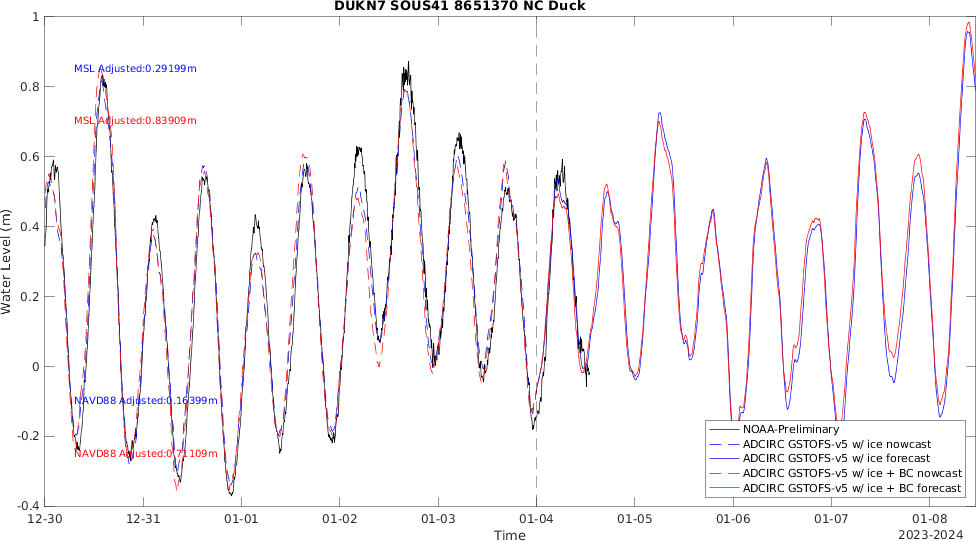 DUKN7 SOUS41 8651370 NC Duck
1
0.8
0.6
0.4
0.2
0
-0.2
-0.4
Water Level (m)
MSL Adjusted:0.29199m
MSL Adjusted:0.83909m
NAVD88 Adjusted:0.16399m
NAVD88 Adjusted:0.71109m
NOAA-Preliminary
ADCIRC GSTOFS-v5 w/ ice nowcast
ADCIRC GSTOFS-v5 w/ ice forecast
ADCIRC GSTOFS-v5 w/ ice + BC nowcast
ADCIRC GSTOFS-v5 w/ ice + BC forecast
12-30 12-31 01-01 01-02 01-03 01-04 01-05 01-06 01-07 01-08
Time
2023-2024